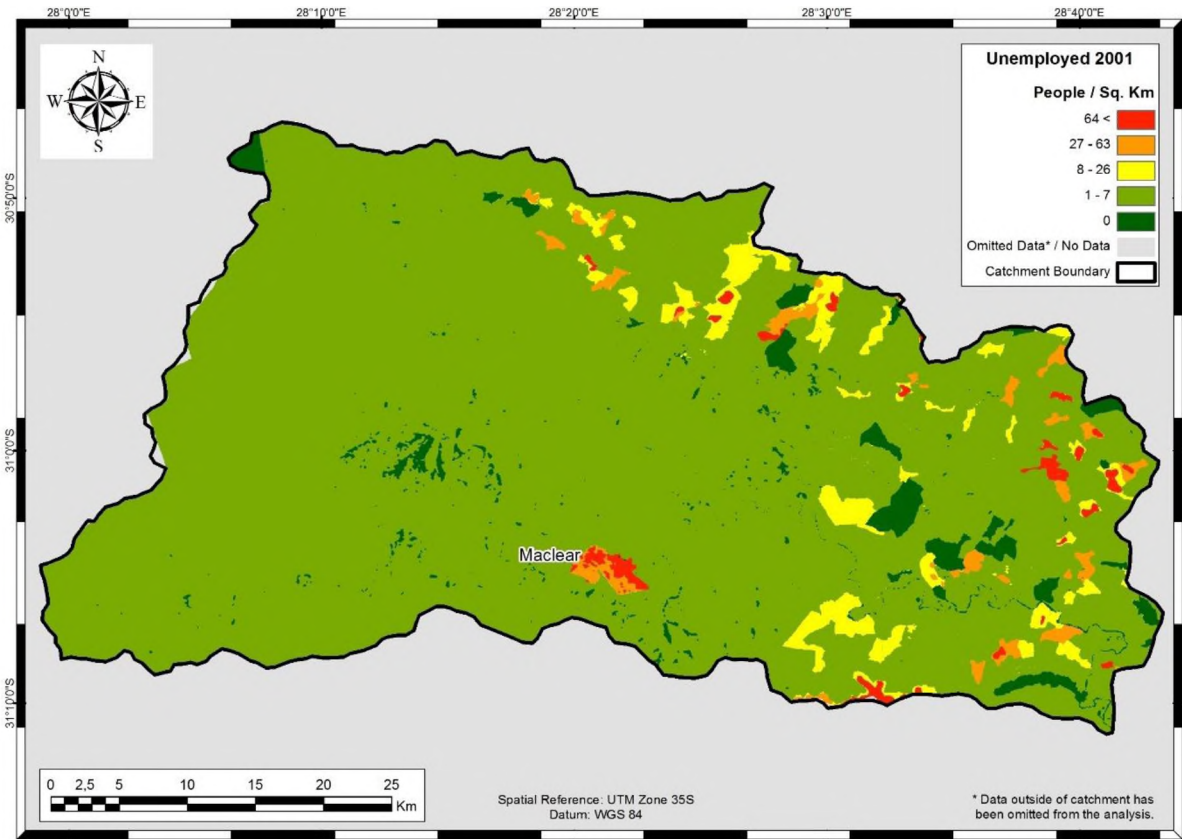 28°0'0"E 28°10'0"E 28°20'0"E 28°30'0"E 28°40'0"E
N
W E
S
Unemployed 2001
People / Sq. Km
64 <
27 - 63
8 - 26
1 - 7
0
Omitted Data* / No Data
Catchment Boundary
30°50'0"S
31°0'0"S
31°10'0"S
Maclear
0 2,5 5 10 15 20 25
Km
Spatial Reference: UTM Zone 35S
Datum: WGS 84
* Data outside of catchment has
been omitted from the analysis.